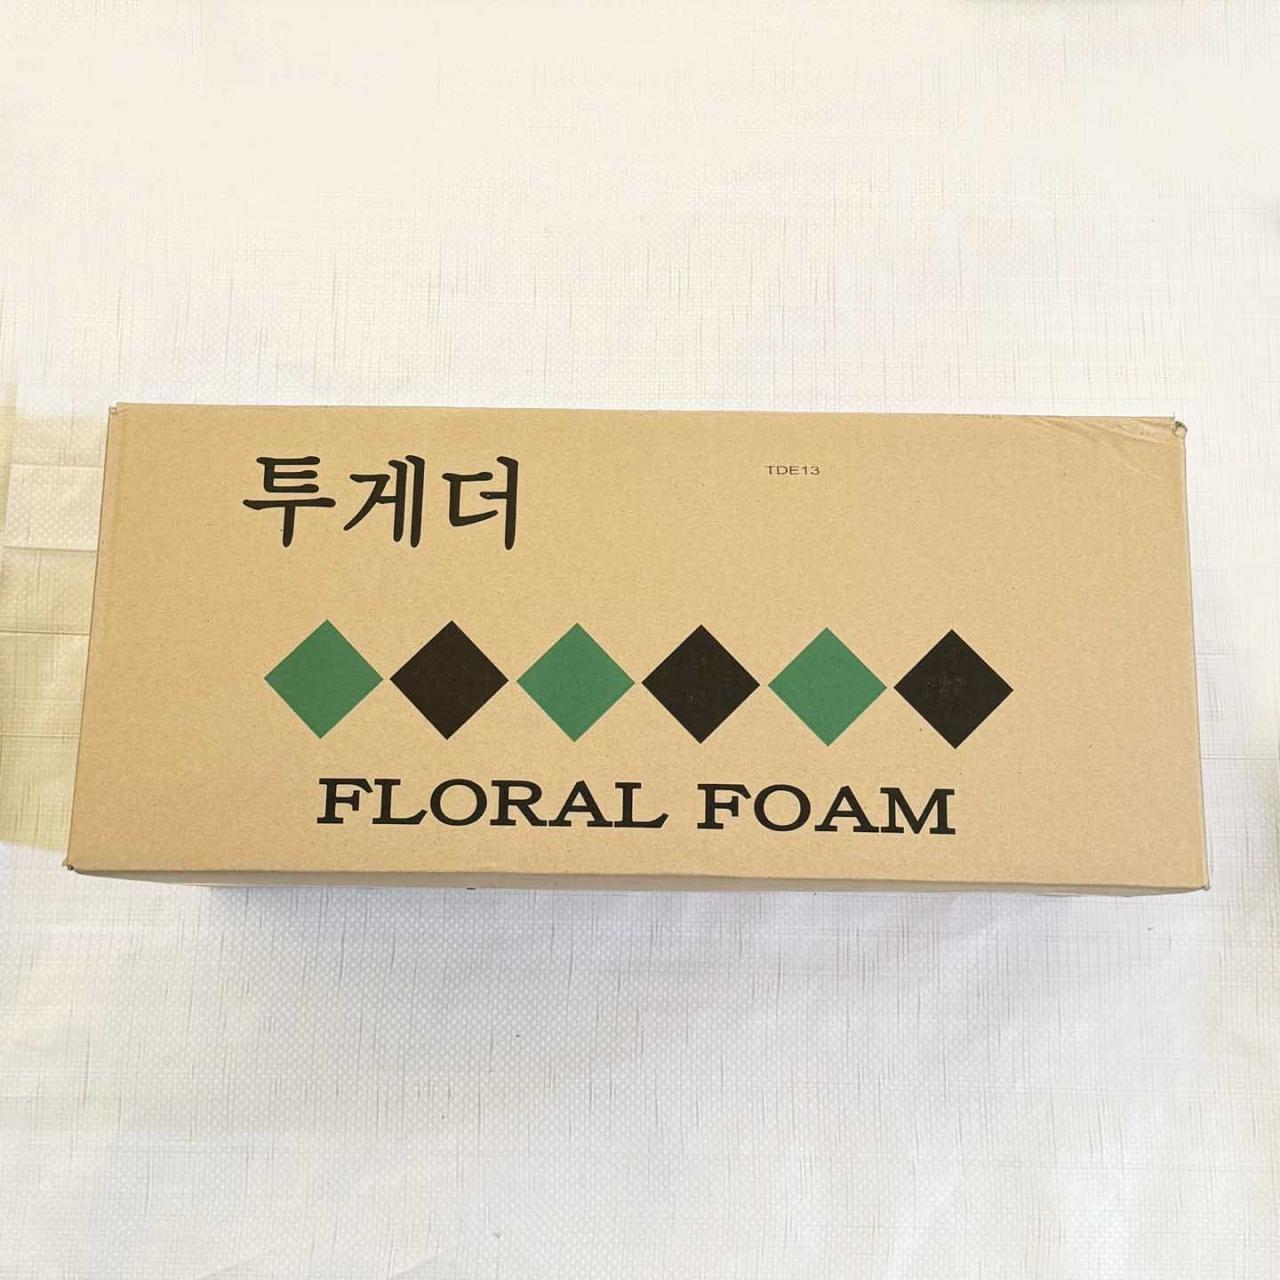 투게더
TDE13
FLORAL FOAM